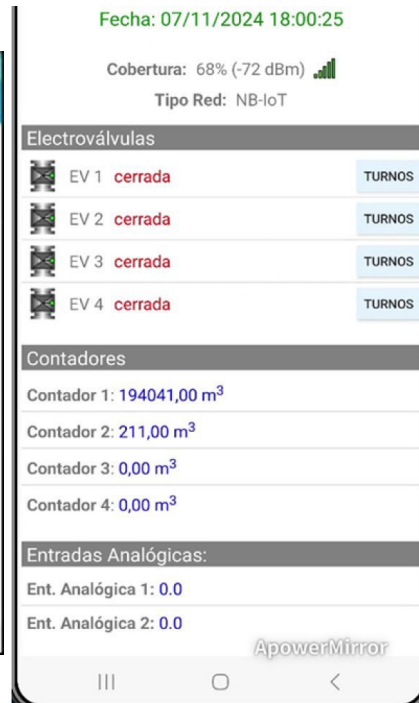 Fecha: 07/11/2024 18:00:25
Cobertura: 68% (-72 dBm)
Tipo Red: NB-IoT
Electroválvulas
EV 1 cerrada TURNOS
EV 2 cerrada TURNOS
EV 3 cerrada TURNOS
EV 4 cerrada TURNOS
Contadores
Contador 1: 194041,00 m³
Contador 2: 211,00 m³
Contador 3: 0,00 m³
Contador 4: 0,00 m³
Entradas Analógicas:
Ent. Analógica 1: 0.0
Ent. Analógica 2: 0.0
ApowerMirror